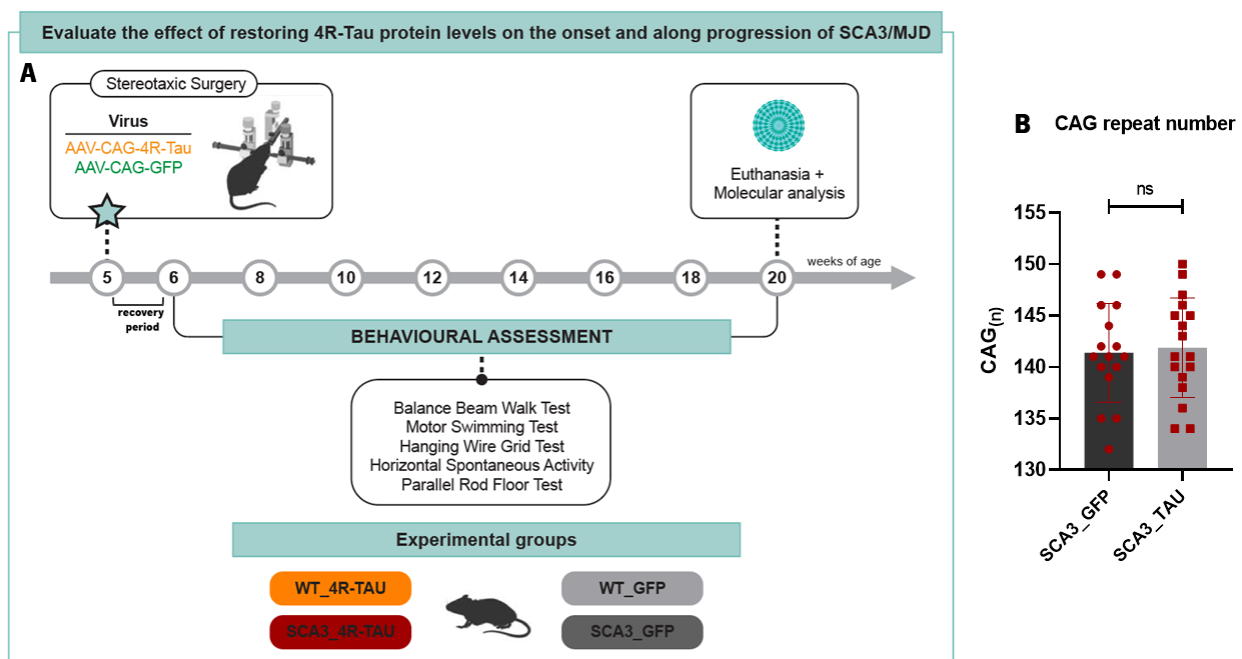 Evaluate the effect of restoring 4R-Tau protein levels on the onset and along progression of SCA3/MJD
A
Stereotaxic Surgery
Virus
AAV-CAG-4R-Tau
AAV-CAG-GFP
Euthanasia +
Molecular analysis
5 6 8 10 12 14 16 18 20 weeks of age
recovery
period
BEHAVIOURAL ASSESSMENT
Balance Beam Walk Test
Motor Swimming Test
Hanging Wire Grid Test
Horizontal Spontaneous Activity
Parallel Rod Floor Test
Experimental groups
WT_4R-TAU WT_GFP
SCA3_4R-TAU SCA3_GFP
B CAG repeat number
ns
CAG(n)
155
150
145
140
135
130
SCA3_GFP
SCA3_TAU